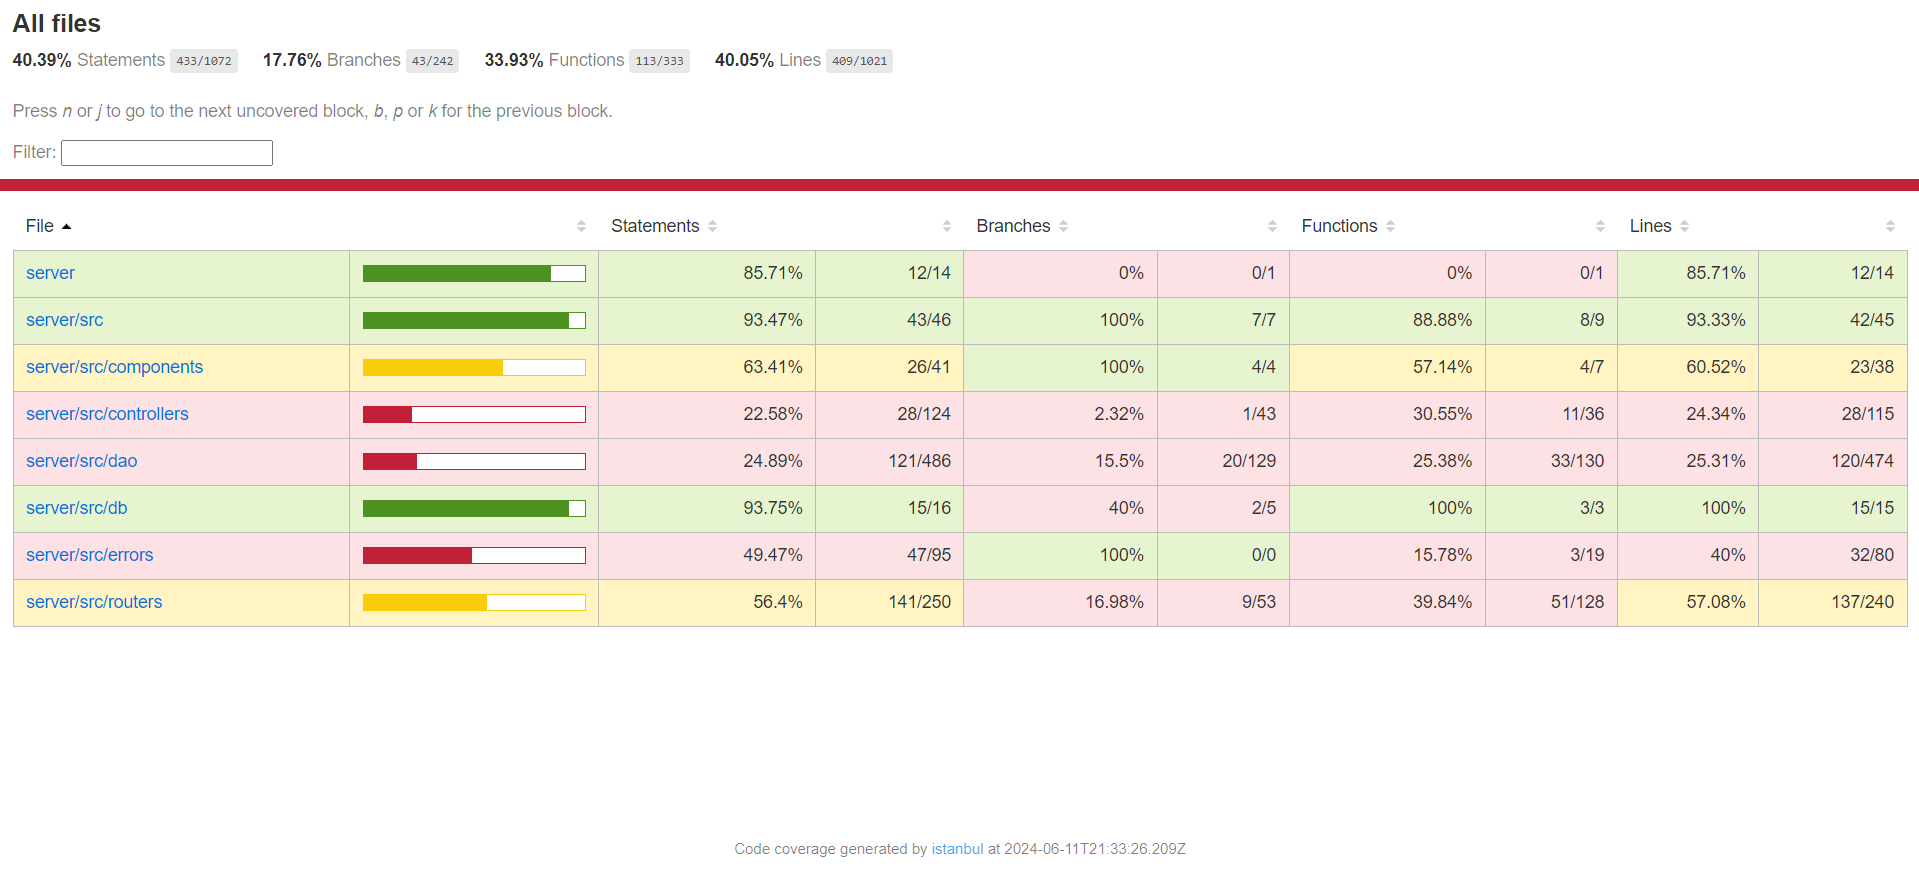 All files
40.39% Statements 433/1072 17.76% Branches 43/242 33.93% Functions 113/333 40.05% Lines 409/1021
Press n or j to go to the next uncovered block, b, p or k for the previous block.
Filter:
File Statements Branches Functions Lines
server 85.71% 12/14 0% 0/1 0% 0/1 85.71% 12/14
server/src 93.47% 43/46 100% 7/7 88.88% 8/9 93.33% 42/45
server/src/components 63.41% 26/41 100% 4/4 57.14% 4/7 60.52% 23/38
server/src/controllers 22.58% 28/124 2.32% 1/43 30.55% 11/36 24.34% 28/115
server/src/dao 24.89% 121/486 15.5% 20/129 25.38% 33/130 25.31% 120/474
server/src/db 93.75% 15/16 40% 2/5 100% 3/3 100% 15/15
server/src/errors 49.47% 47/95 100% 0/0 15.78% 3/19 40% 32/80
server/src/routers 56.4% 141/250 16.98% 9/53 39.84% 51/128 57.08% 137/240
Code coverage generated by istanbul at 2024-06-11T21:33:26.209Z